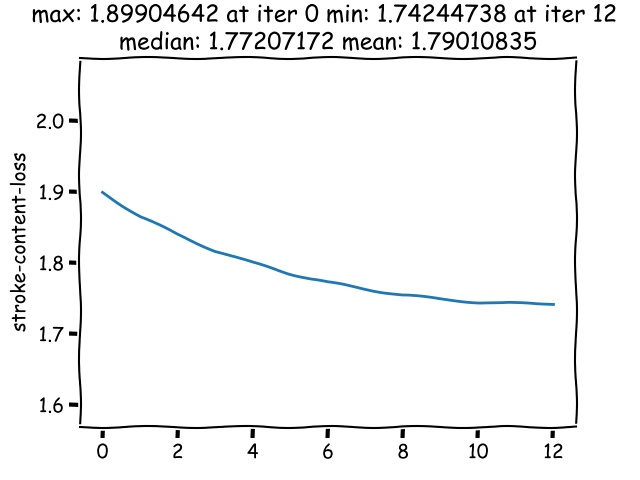 max: 1.89904642 at iter 0 min: 1.74244738 at iter 12
median: 1.77207172 mean: 1.79010835
stroke-content-loss
2.0
1.9
1.8
1.7
1.6
0 2 4 6 8 10 12